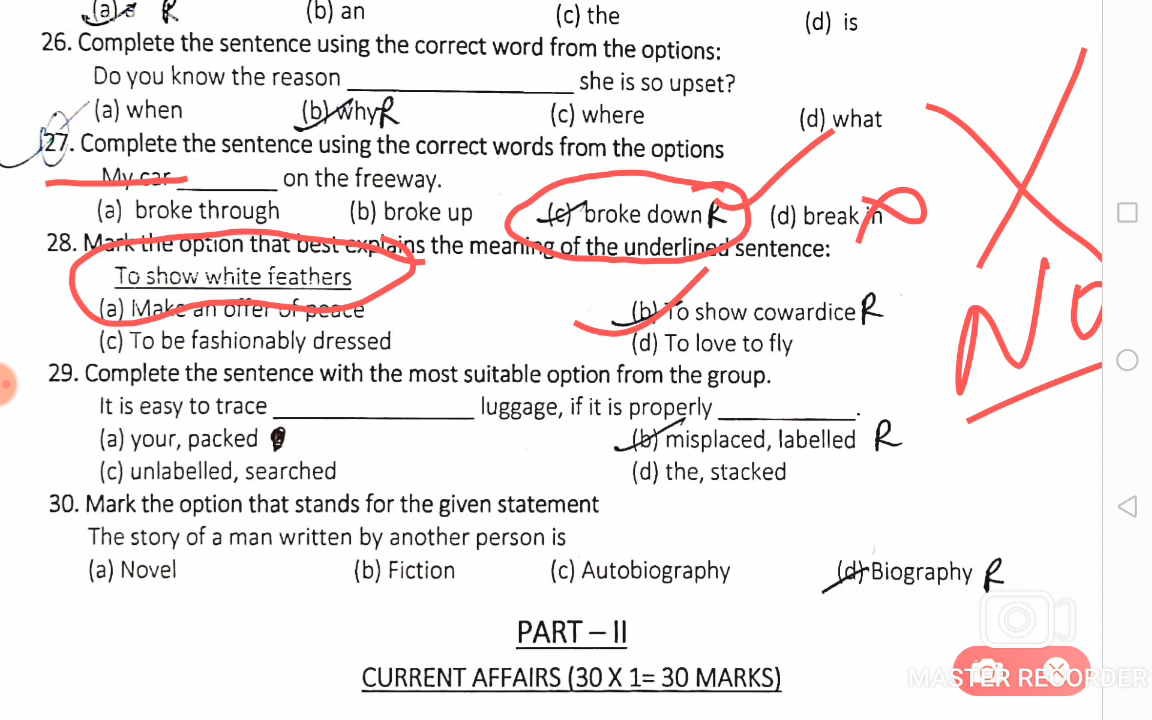 (a) a R (b) an (c) the (d) is
26. Complete the sentence using the correct word from the options:
Do you know the reason ____________ she is so upset?
(a) when (b) why R (c) where (d) what
27. Complete the sentence using the correct words from the options
My car ________ on the freeway.
(a) broke through (b) broke up (c) broke down R (d) break in
28. Mark the option that best explains the meaning of the underlined sentence:
To show white feathers
(a) Make an offer of peace (b) To show cowardice R
(c) To be fashionably dressed (d) To love to fly
NO
29. Complete the sentence with the most suitable option from the group.
It is easy to trace ____________ luggage, if it is properly ________.
(a) your, packed (b) misplaced, labelled R
(c) unlabelled, searched (d) the, stacked
30. Mark the option that stands for the given statement
The story of a man written by another person is
(a) Novel (b) Fiction (c) Autobiography (d) Biography R
PART – II
CURRENT AFFAIRS (30 X 1= 30 MARKS)
MASTER RECORDER